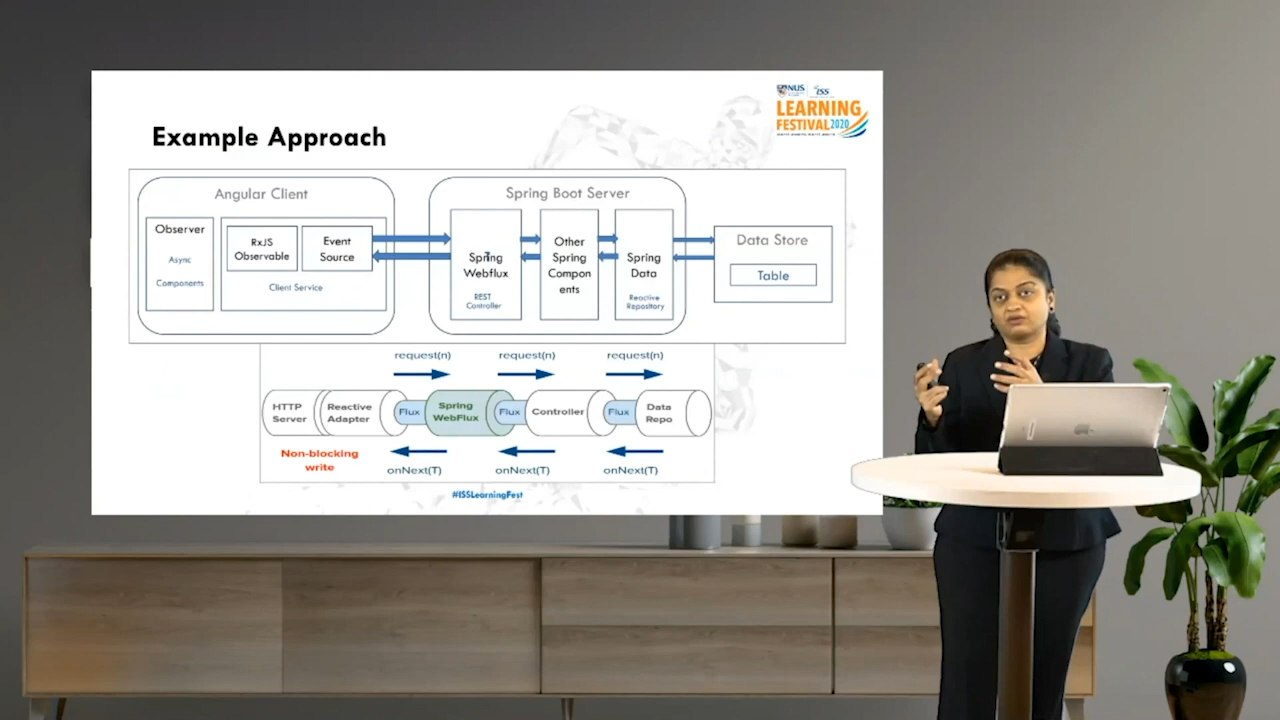 NUS ISS
LEARNING
FESTIVAL 2020
Example Approach
Angular Client
Observer
Async
Components
RxJS
Observable
Event
Source
Client Service
Spring Boot Server
Spring
Webflux
REST
Controller
Other
Spring
Compon
ents
Spring
Data
Reactive
Repository
Data Store
Table
request(n)
request(n)
request(n)
HTTP
Server
Reactive
Adapter
Flux
Spring
WebFlux
Flux
Controller
Flux
Data
Repo
Non-blocking
write
onNext(T)
onNext(T)
onNext(T)
#ISSLearningFest